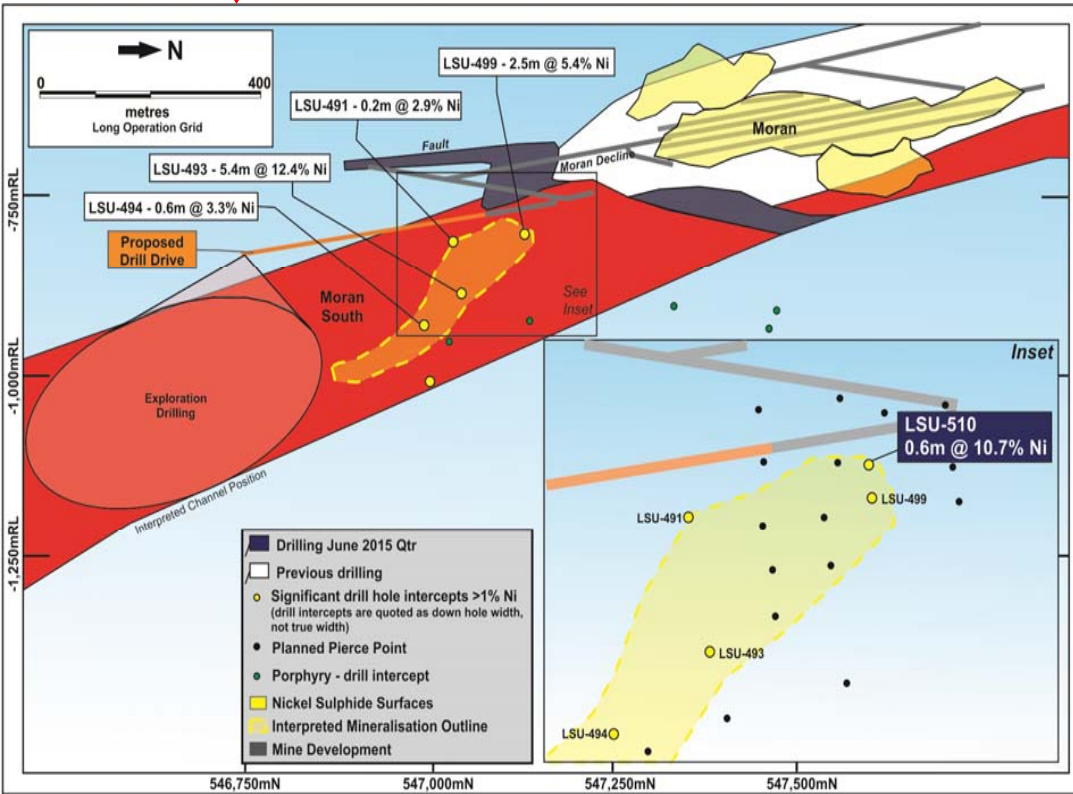 N
0
400
metres
Long Operation Grid
LSU-499 - 2.5m @ 5.4% Ni
LSU-491 - 0.2m @ 2.9% Ni
LSU-493 - 5.4m @ 12.4% Ni
LSU-494 - 0.6m @ 3.3% Ni
Fault
Moran Decline
Moran
Proposed
Drill Drive
Moran
South
See
Inset
Exploration
Drilling
Interpreted Channel Position
-750mRL
-1,000mRL
-1,250mRL
Inset
LSU-510
0.6m @ 10.7% Ni
LSU-499
LSU-491
LSU-493
LSU-494
Drilling June 2015 Qtr
Previous drilling
Significant drill hole intercepts >1% Ni
(drill intercepts are quoted as down hole width,
not true width)
Planned Pierce Point
Porphyry - drill intercept
Nickel Sulphide Surfaces
Interpreted Mineralisation Outline
Mine Development
546,750mN
547,000mN
547,250mN
547,500mN